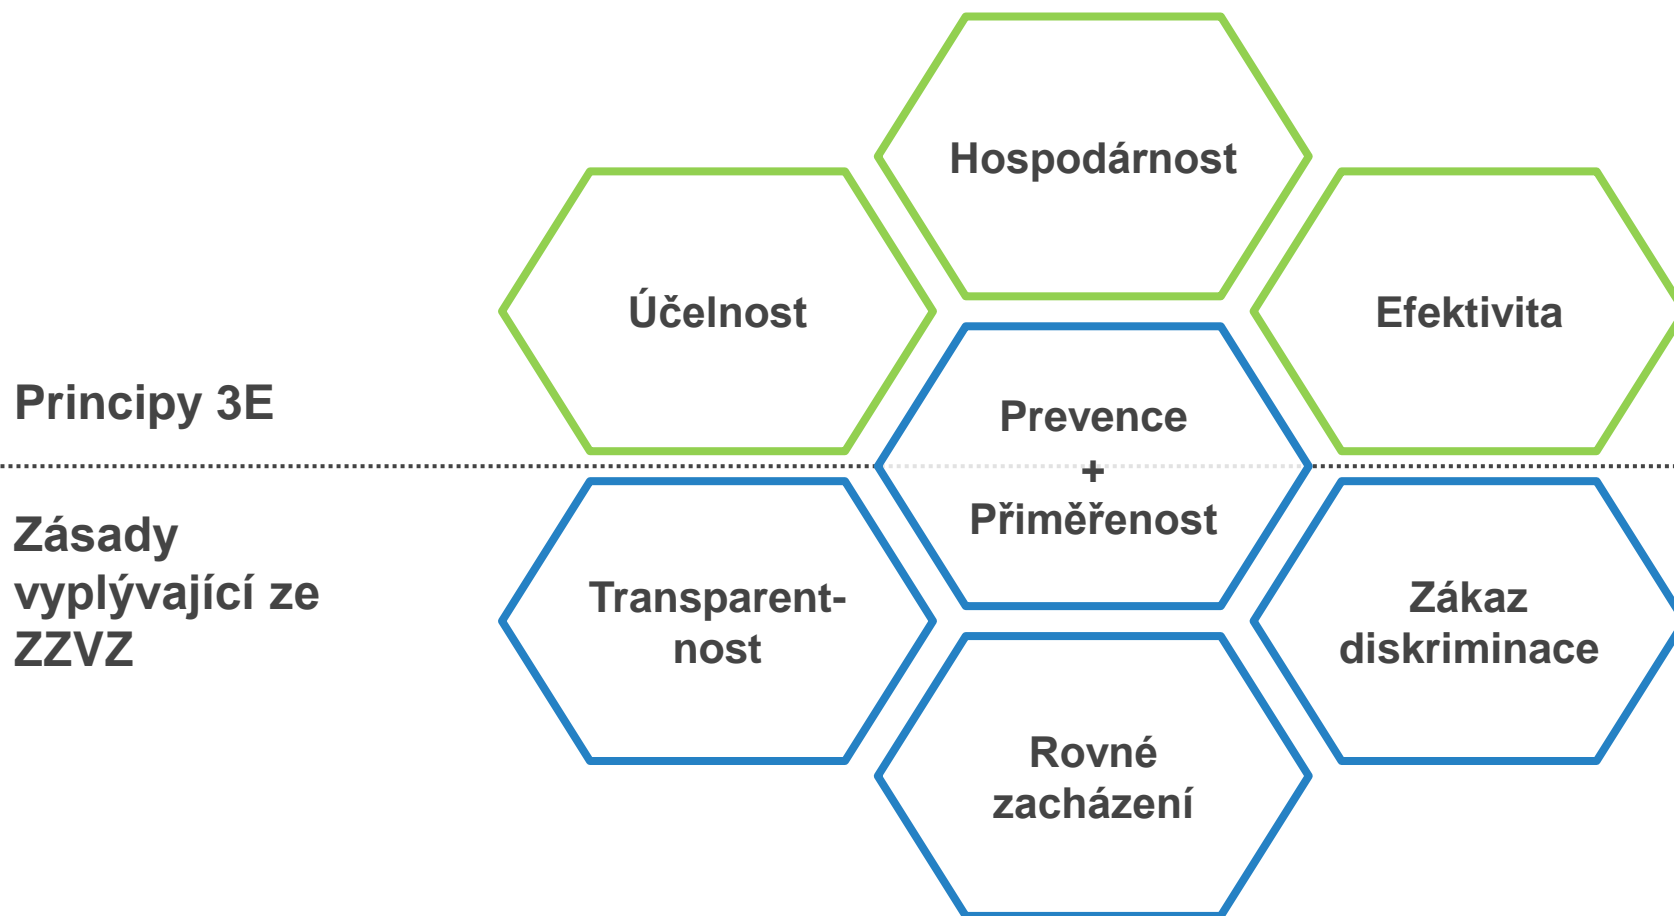 Hospodárnost
Účelnost
Efektivita
Principy 3E
Prevence
+
Přiměřenost
Zásady
vyplývající ze
ZZVZ
Transparent-
nost
Zákaz
diskriminace
Rovné
zacházení